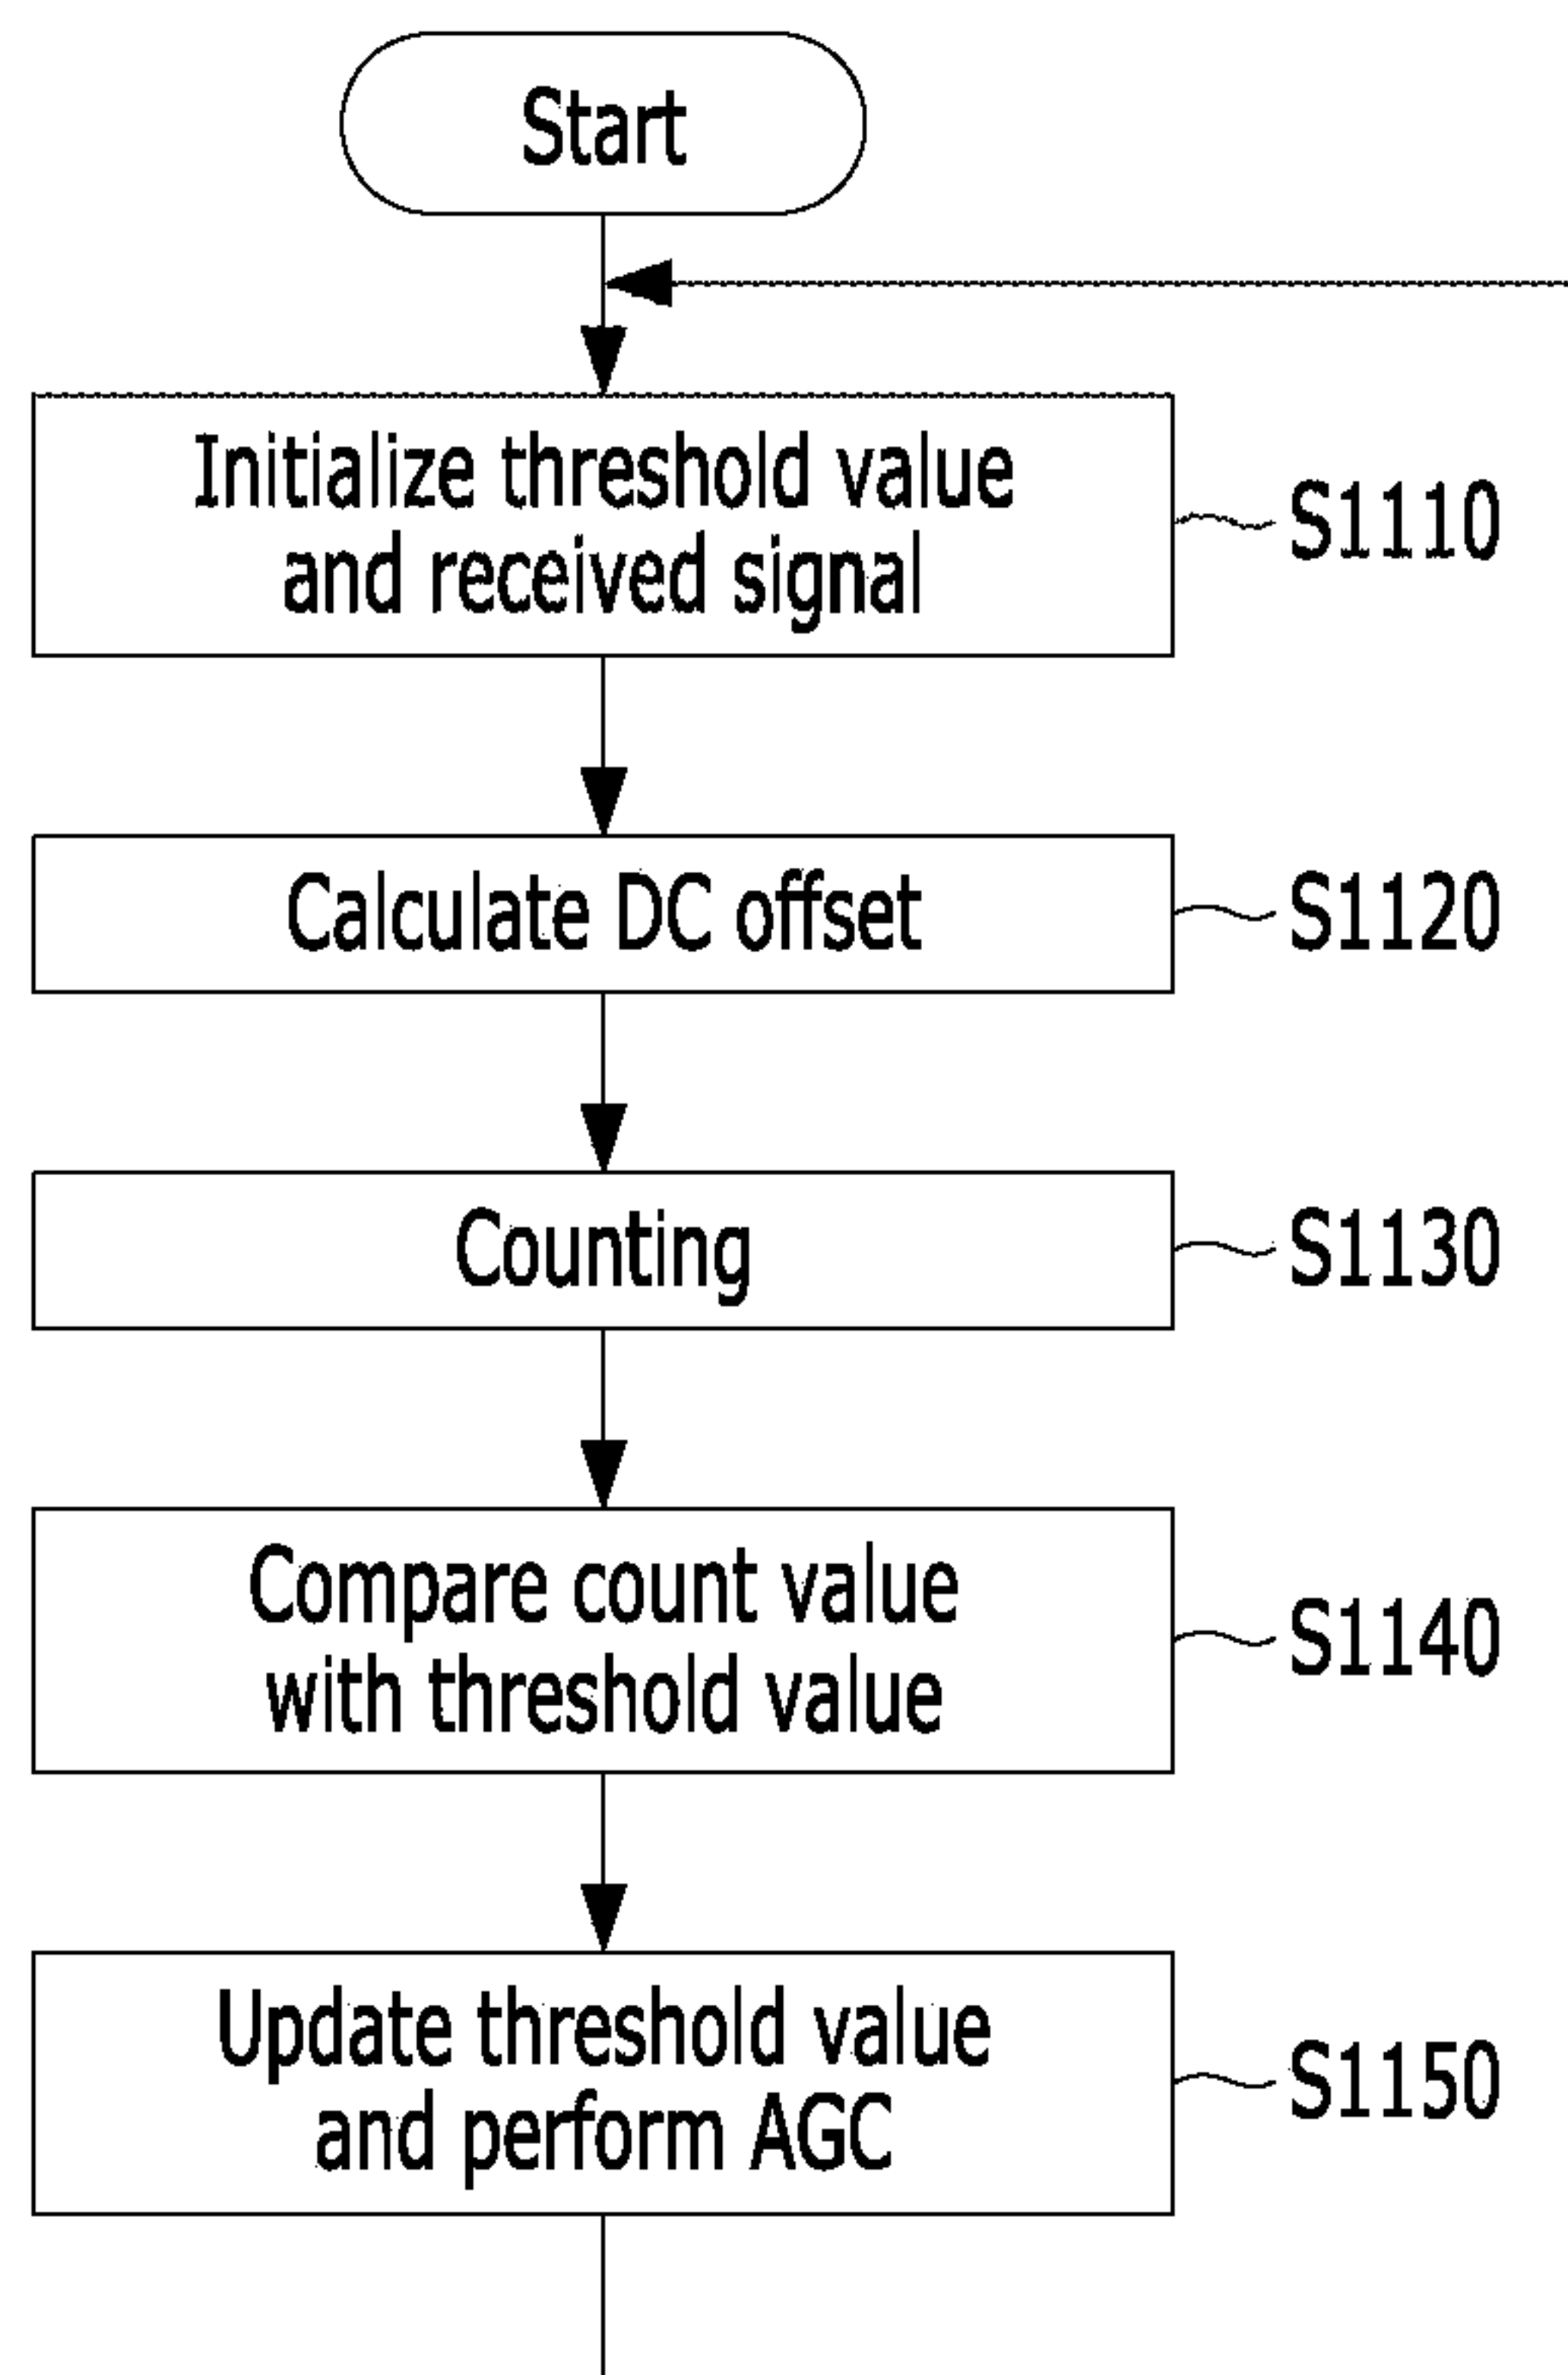 Start
Initialize threshold value
and received signal
S1110
Calculate DC offset
S1120
Counting
S1130
Compare count value
with threshold value
S1140
Update threshold value
and perform AGC
S1150